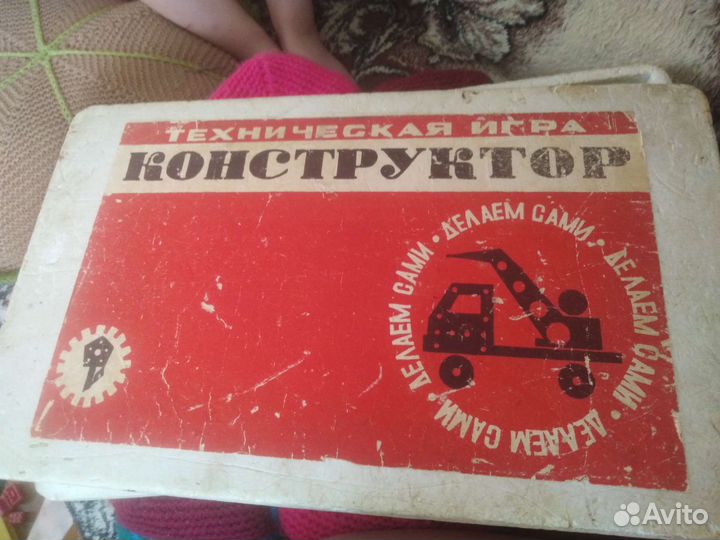 ТЕХНИЧЕСКАЯ ИГРА
КОНСТРУКТОР
ДЕЛАЕМ САМИ • ДЕЛАЕМ САМИ • ДЕЛАЕМ САМИ • ДЕЛАЕМ САМИ •
Avito